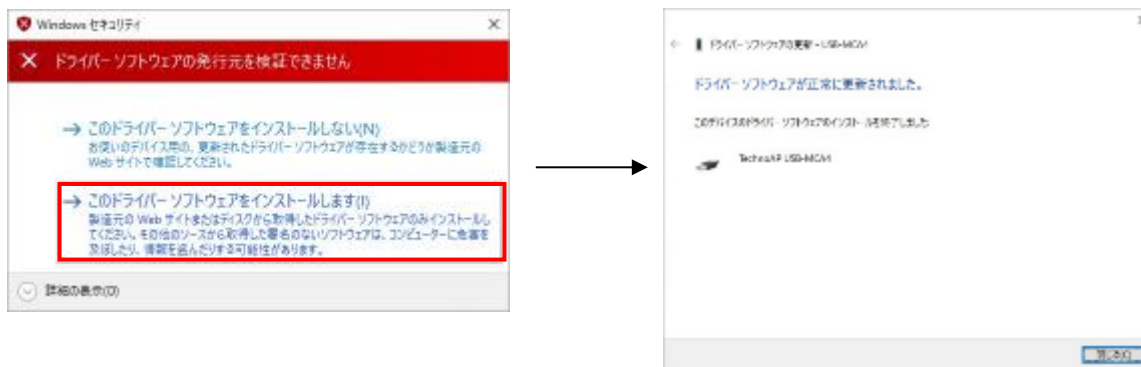 Windows セキュリティ
ドライバー ソフトウェアの発行元を検証できません
→ このドライバー ソフトウェアをインストールしない(N)
お使いのデバイス用の、更新されたドライバー ソフトウェアが存在するかどうか製造元の
Web サイトで確認してください。
→ このドライバー ソフトウェアをインストールします(I)
製造元の Web サイトまたはディスクから取得したドライバー ソフトウェアのみインストールし
てください。その他のソースから取得した署名のないソフトウェアは、コンピューターに危害を
及ぼしたり、情報を盗んだりする可能性があります。
詳細の表示(D)
ドライバー ソフトウェアの更新 - USB-MCA4
ドライバー ソフトウェアが正常に更新されました。
このデバイスのドライバー ソフトウェアのインストールを終了しました:
TechnoAP USB-MCA4
閉じる(C)